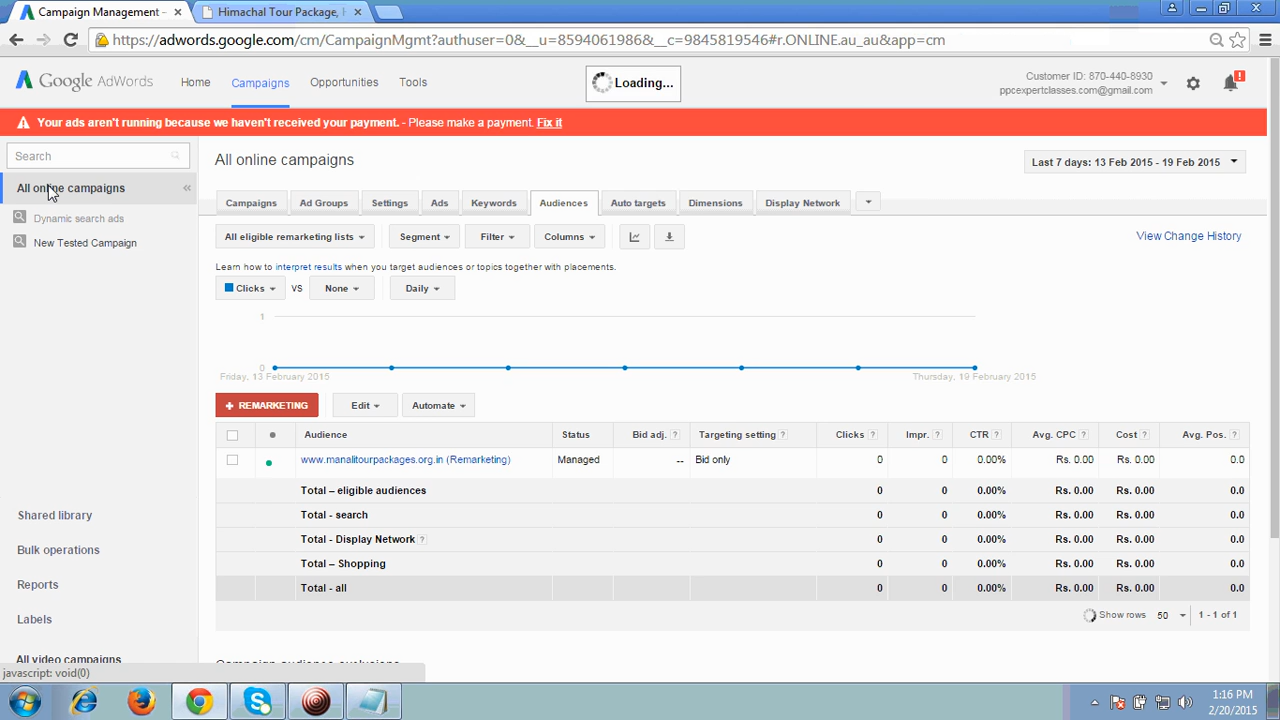 Campaign Management -
Himachal Tour Package,
https://adwords.google.com/cm/CampaignMgmt?authuser=0&__u=8594061986&__c=9845819546#r.ONLINE.au_au&app=cm
Google AdWords
Home
Campaigns
Opportunities
Tools
Loading...
Customer ID: 870-440-8930
ppcexpertclasses.com@gmail.com
!
Your ads aren't running because we haven't received your payment. - Please make a payment. Fix it
Search
All online campaigns
Last 7 days: 13 Feb 2015 - 19 Feb 2015
All online campaigns «
Dynamic search ads
New Tested Campaign
Campaigns
Ad Groups
Settings
Ads
Keywords
Audiences
Auto targets
Dimensions
Display Network
All eligible remarketing lists
Segment
Filter
Columns
View Change History
Learn how to interpret results when you target audiences or topics together with placements.
Clicks VS None Daily
1
0
Friday, 13 February 2015
Thursday, 19 February 2015
+ REMARKETING
Edit
Automate
Audience Status Bid adj. ? Targeting setting ? Clicks ? Impr. ? CTR ? Avg. CPC ? Cost ? Avg. Pos. ?
www.manalitourpackages.org.in (Remarketing) Managed -- Bid only 0 0 0.00% Rs. 0.00 Rs. 0.00 0.0
Total – eligible audiences 0 0 0.00% Rs. 0.00 Rs. 0.00 0.0
Total - search 0 0 0.00% Rs. 0.00 Rs. 0.00 0.0
Total - Display Network ? 0 0 0.00% Rs. 0.00 Rs. 0.00 0.0
Total – Shopping 0 0 0.00% Rs. 0.00 Rs. 0.00 0.0
Total - all 0 0 0.00% Rs. 0.00 Rs. 0.00 0.0
Show rows 50 1 - 1 of 1
Shared library
Bulk operations
Reports
Labels
All video campaigns
Campaign audience exclusions
javascript: void(0)
1:16 PM
2/20/2015